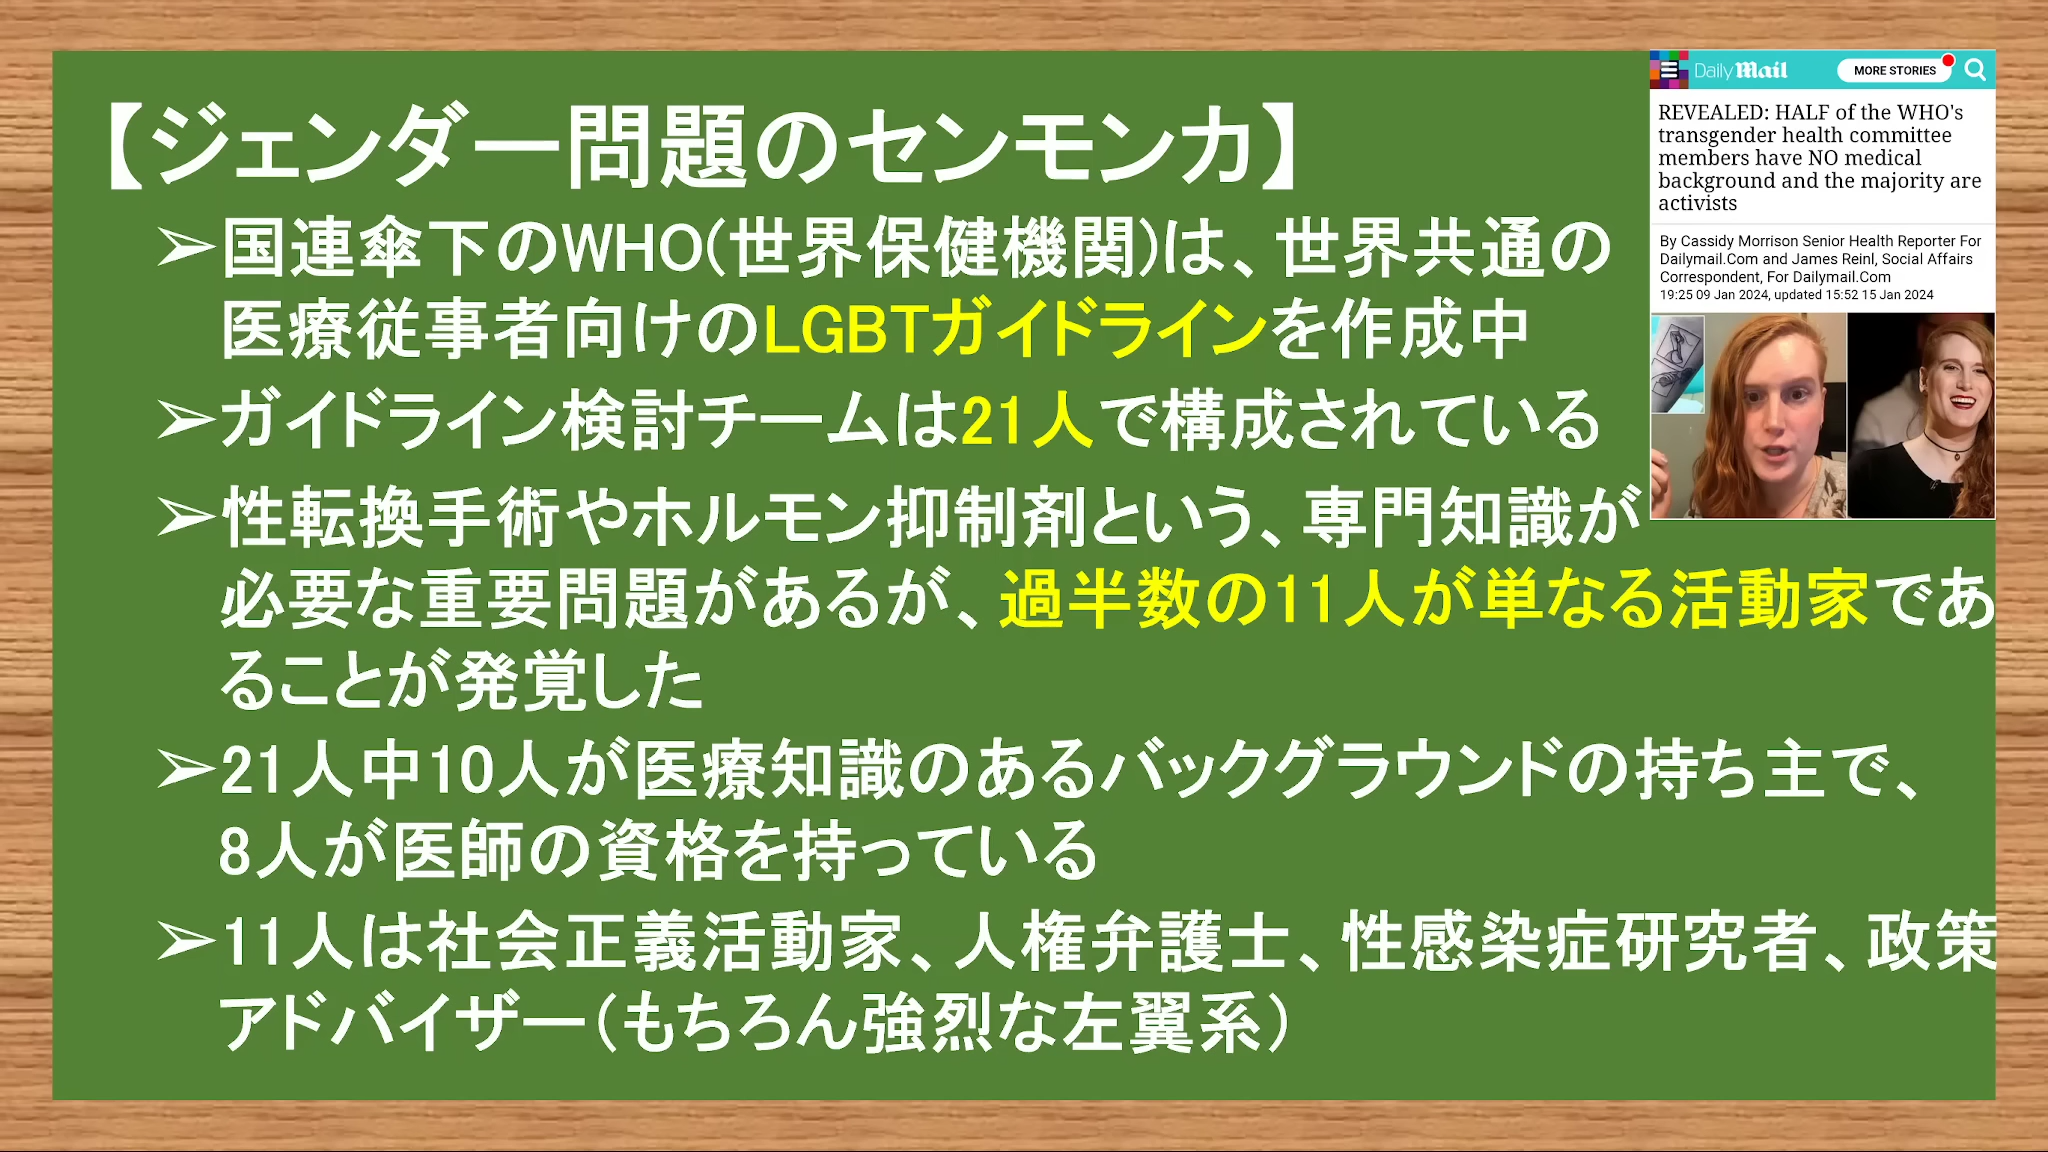 【ジェンダー問題のセンモンカ】
➢国連傘下のWHO(世界保健機関)は、世界共通の
医療従事者向けのLGBTガイドラインを作成中
➢ガイドライン検討チームは21人で構成されている
➢性転換手術やホルモン抑制剤という、専門知識が
必要な重要問題があるが、過半数の11人が単なる活動家であ
ることが発覚した
➢21人中10人が医療知識のあるバックグラウンドの持ち主で、
8人が医師の資格を持っている
➢11人は社会正義活動家、人権弁護士、性感染症研究者、政策
アドバイザー(もちろん強烈な左翼系)
Daily Mail
MORE STORIES
REVEALED: HALF of the WHO's
transgender health committee
members have NO medical
background and the majority are
activists
By Cassidy Morrison Senior Health Reporter For
Dailymail.Com and James Reinl, Social Affairs
Correspondent, For Dailymail.Com
19:25 09 Jan 2024, updated 15:52 15 Jan 2024